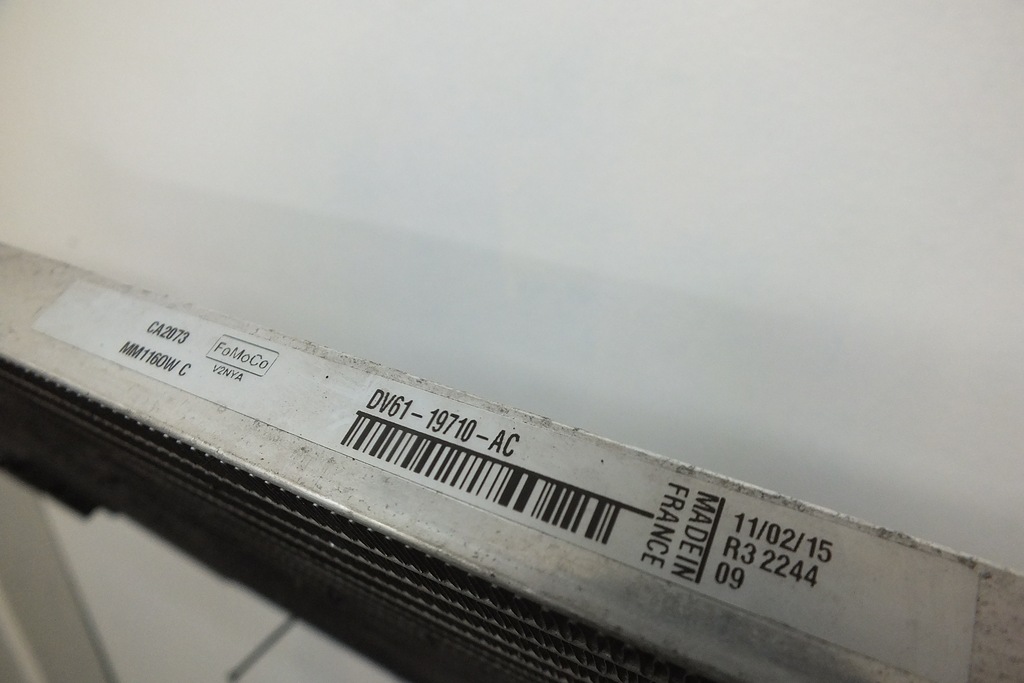 CA2073
MM1160W C
FoMoCo
V2NYA
DV61-19710-AC
MADE IN
FRANCE
11/02/15
R3 2244
09